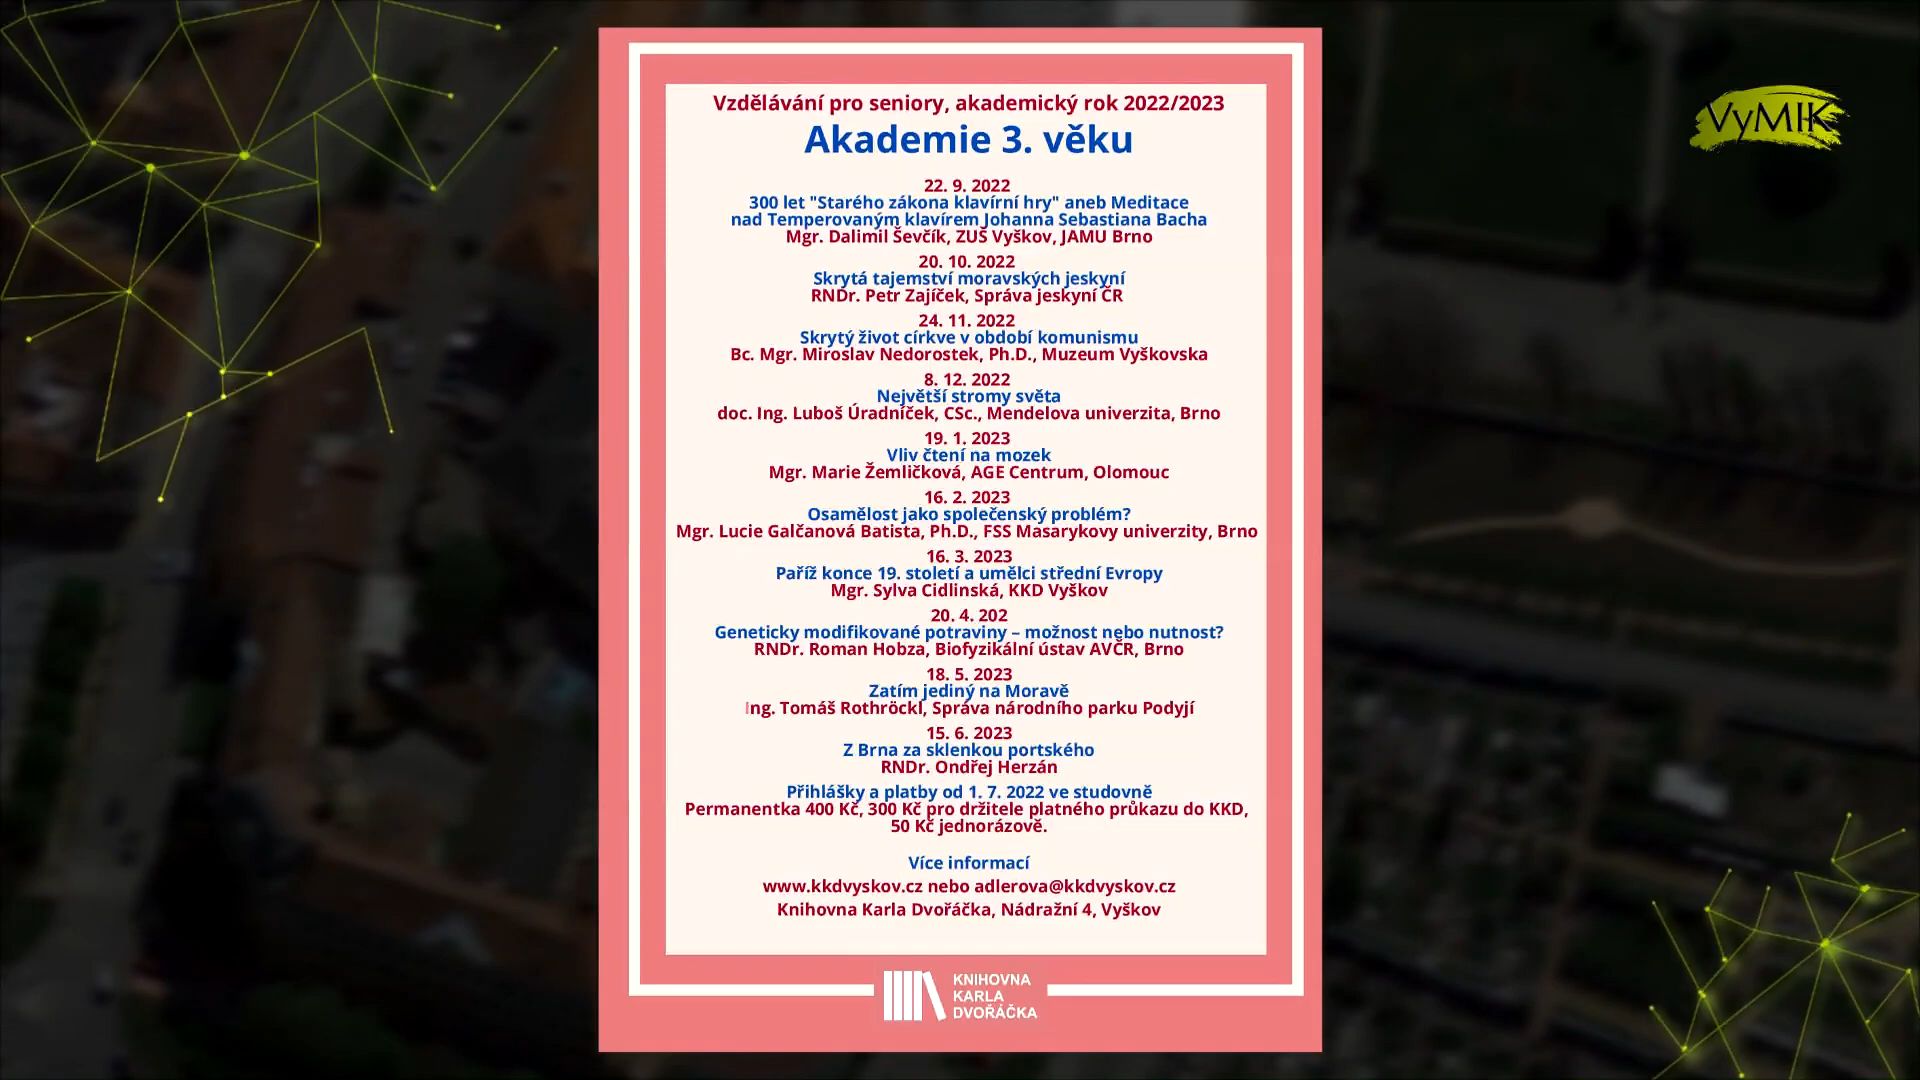 Vzdělávání pro seniory, akademický rok 2022/2023
Akademie 3. věku
22. 9. 2022
300 let "Starého zákona klavírní hry" aneb Meditace
nad Temperovaným klavírem Johanna Sebastiana Bacha
Mgr. Dalimil Ševčík, ZUŠ Vyškov, JAMU Brno
20. 10. 2022
Skrytá tajemství moravských jeskyní
RNDr. Petr Zajíček, Správa jeskyní ČR
24. 11. 2022
Skrytý život církve v období komunismu
Bc. Mgr. Miroslav Nedorostek, Ph.D., Muzeum Vyškovska
8. 12. 2022
Největší stromy světa
doc. Ing. Luboš Úradníček, CSc., Mendelova univerzita, Brno
19. 1. 2023
Vliv čtení na mozek
Mgr. Marie Žemličková, AGE Centrum, Olomouc
16. 2. 2023
Osamělost jako společenský problém?
Mgr. Lucie Galčanová Batista, Ph.D., FSS Masarykovy univerzity, Brno
16. 3. 2023
Paříž konce 19. století a umělci střední Evropy
Mgr. Sylva Cidlinská, KKD Vyškov
20. 4. 202
Geneticky modifikované potraviny – možnost nebo nutnost?
RNDr. Roman Hobza, Biofyzikální ústav AVČR, Brno
18. 5. 2023
Zatím jediný na Moravě
Ing. Tomáš Rothröckl, Správa národního parku Podyjí
15. 6. 2023
Z Brna za sklenkou portského
RNDr. Ondřej Herzán
Přihlášky a platby od 1. 7. 2022 ve studovně
Permanentka 400 Kč, 300 Kč pro držitele platného průkazu do KKD,
50 Kč jednorázově.
Více informací
www.kkdvyskov.cz nebo adlerova@kkdvyskov.cz
Knihovna Karla Dvořáčka, Nádražní 4, Vyškov
KNIHOVNA
KARLA
DVOŘÁČKA
VyMIK